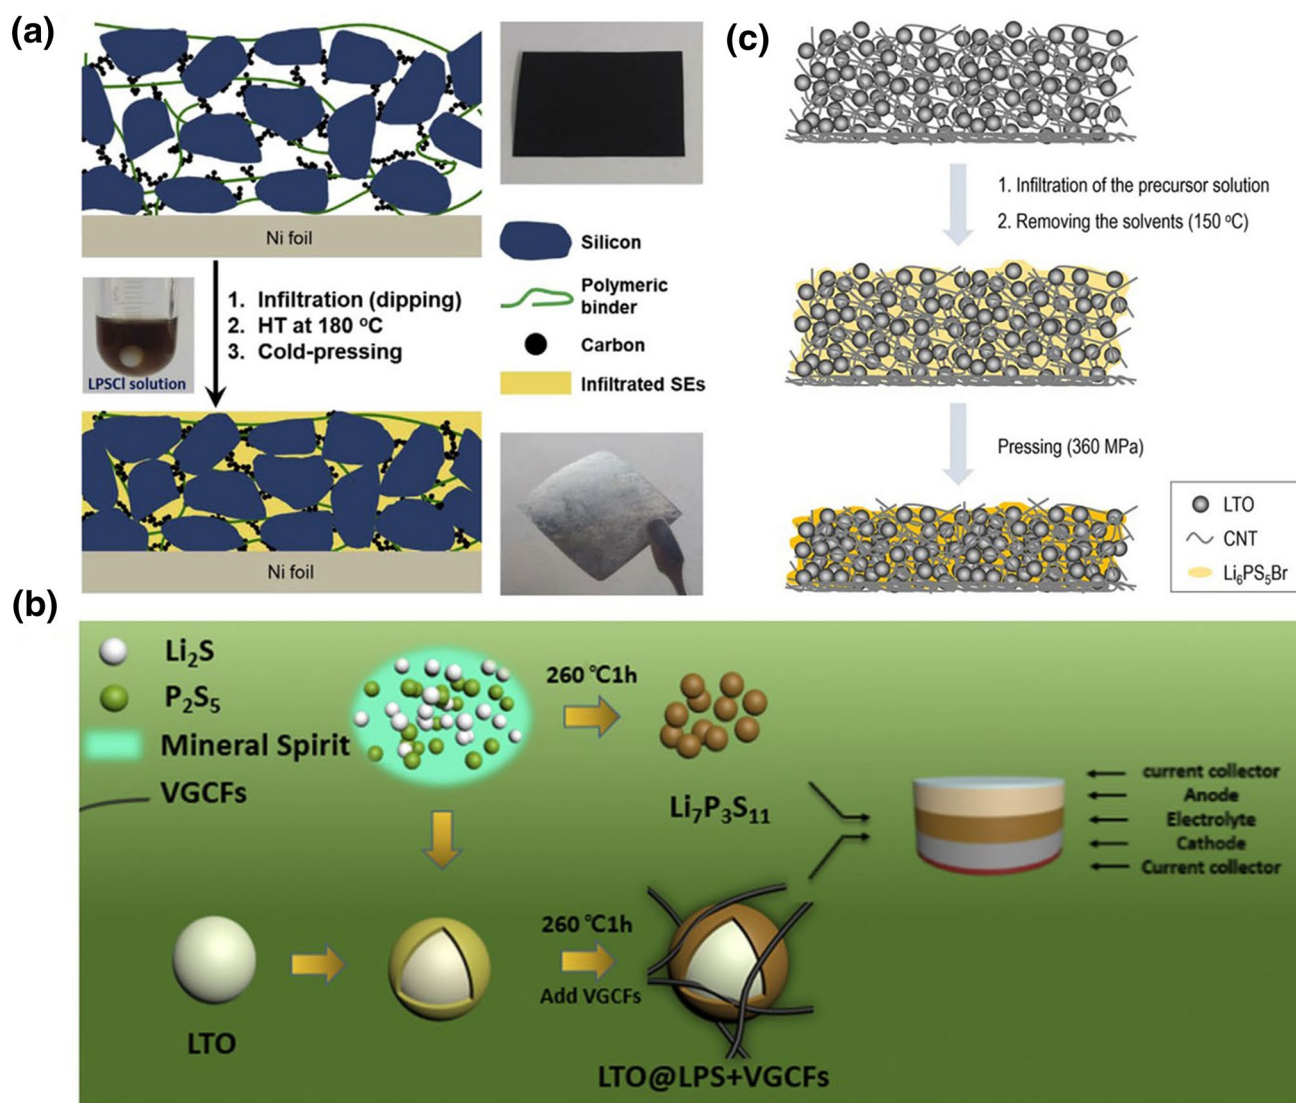 (a)
Ni foil
LPSCl solution
1. Infiltration (dipping)
2. HT at 180 °C
3. Cold-pressing
Ni foil
Silicon
Polymeric
binder
Carbon
Infiltrated SEs
(c)
1. Infiltration of the precursor solution
2. Removing the solvents (150 °C)
Pressing (360 MPa)
LTO
CNT
Li₆PS₅Br
(b)
Li₂S
P₂S₅
Mineral Spirit
VGCFs
260 ℃1h
Li₇P₃S₁₁
current collector
Anode
Electrolyte
Cathode
Current collector
LTO
260 ℃1h
Add VGCFs
LTO@LPS+VGCFs